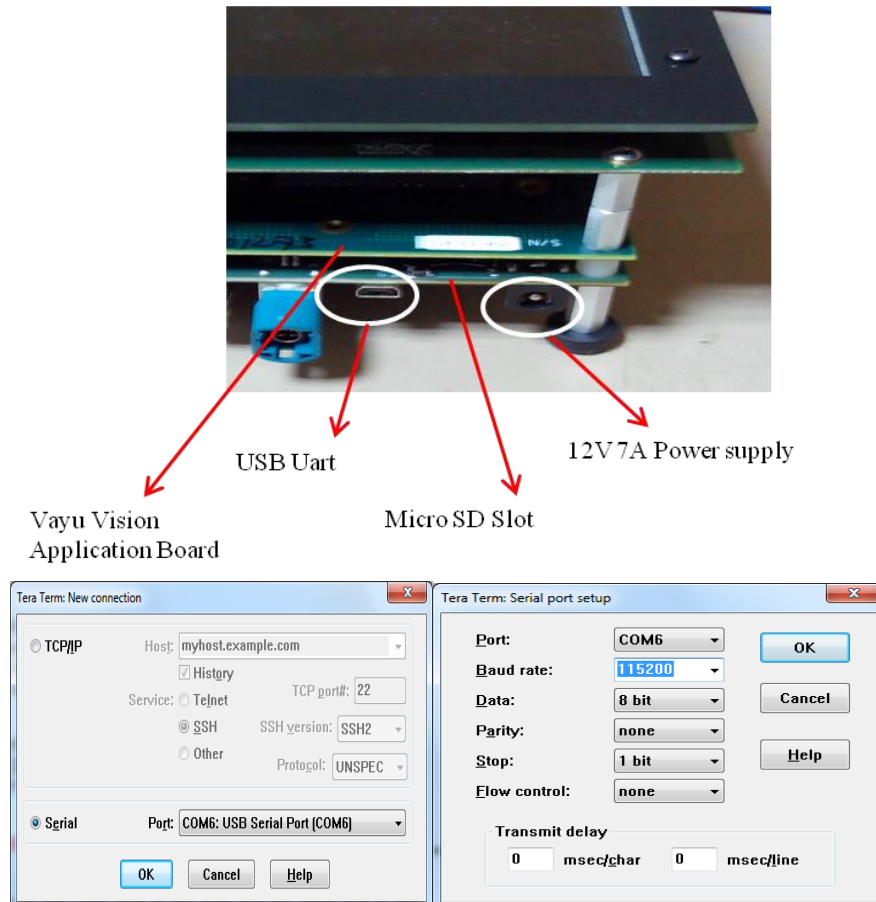 N/S
USB Uart
12V 7A Power supply
Vayu Vision
Application Board
Micro SD Slot
Tera Term: New connection
TCP/IP
Host: myhost.example.com
History
Service: Telnet
TCP port#: 22
SSH
SSH version: SSH2
Other
Protocol: UNSPEC
Serial
Port: COM6: USB Serial Port (COM6)
OK Cancel Help
Tera Term: Serial port setup
Port: COM6
OK
Baud rate: 115200
Data: 8 bit
Cancel
Parity: none
Stop: 1 bit
Help
Flow control: none
Transmit delay
0 msec/char 0 msec/line